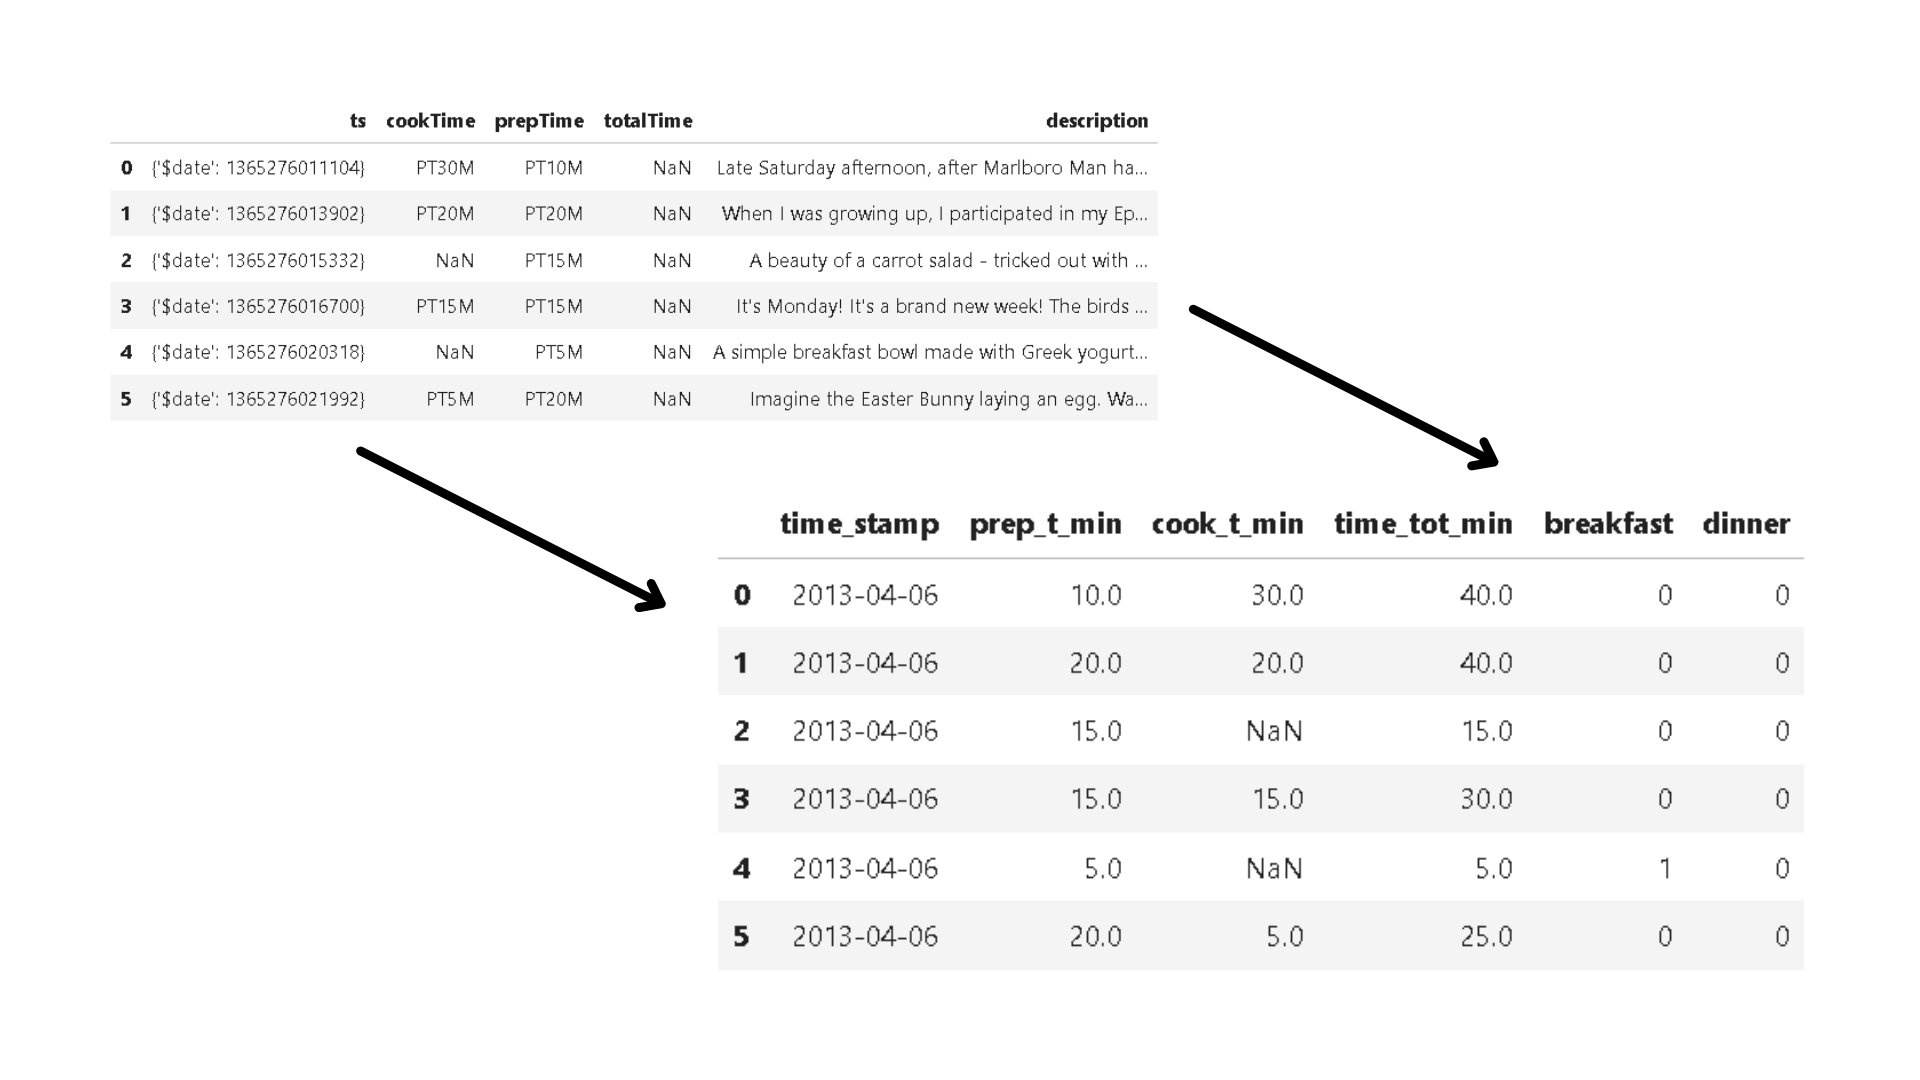 ts cookTime prepTime totalTime description
0 {'$date': 1365276011104} PT30M PT10M NaN Late Saturday afternoon, after Marlboro Man ha...
1 {'$date': 1365276013902} PT20M PT20M NaN When I was growing up, I participated in my Ep...
2 {'$date': 1365276015332} NaN PT15M NaN A beauty of a carrot salad - tricked out with ...
3 {'$date': 1365276016700} PT15M PT15M NaN It's Monday! It's a brand new week! The birds ...
4 {'$date': 1365276020318} NaN PT5M NaN A simple breakfast bowl made with Greek yogurt...
5 {'$date': 1365276021992} PT5M PT20M NaN Imagine the Easter Bunny laying an egg. Wa...
time_stamp prep_t_min cook_t_min time_tot_min breakfast dinner
0 2013-04-06 10.0 30.0 40.0 0 0
1 2013-04-06 20.0 20.0 40.0 0 0
2 2013-04-06 15.0 NaN 15.0 0 0
3 2013-04-06 15.0 15.0 30.0 0 0
4 2013-04-06 5.0 NaN 5.0 1 0
5 2013-04-06 20.0 5.0 25.0 0 0